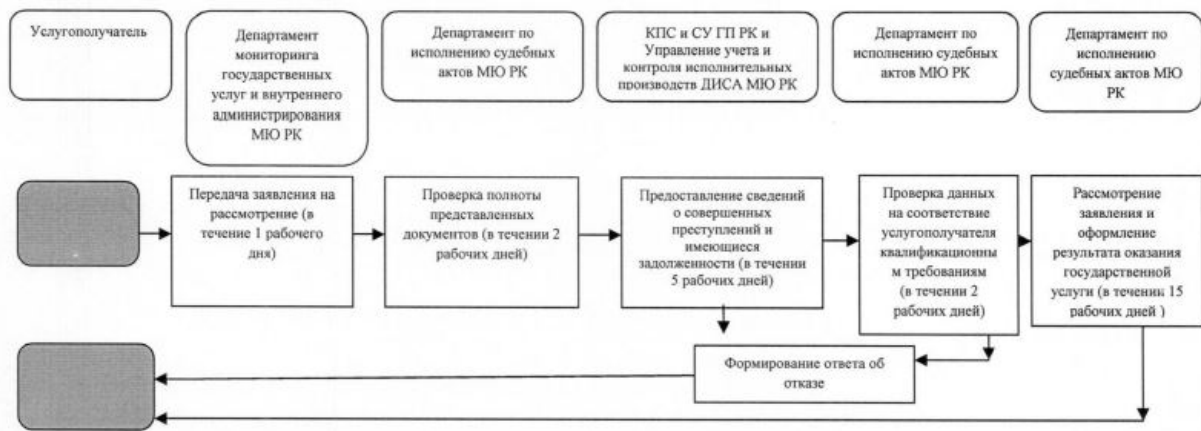 Услугополучатель
Департамент
мониторинга
государственных
услуг и внутреннего
администрирования
МЮ РК
Департамент по
исполнению судебных
актов МЮ РК
КПС и СУ ГП РК и
Управление учета и
контроля исполнительных
производств ДИСА МЮ РК
Департамент по
исполнению судебных
актов МЮ РК
Департамент по
исполнению
судебных актов МЮ
РК
Передача заявления на
рассмотрение (в
течение 1 рабочего
дня)
Проверка полноты
представленных
документов (в течении 2
рабочих дней)
Предоставление сведений
о совершенных
преступлений и
имеющиеся
задолженности (в течении
5 рабочих дней)
Проверка данных
на соответствие
услугополучателя
квалификационны
м требованиям
(в течении 2
рабочих дней)
Рассмотрение
заявления и
оформление
результата оказания
государственной
услуги (в течении 15
рабочих дней )
Формирование ответа об
отказе